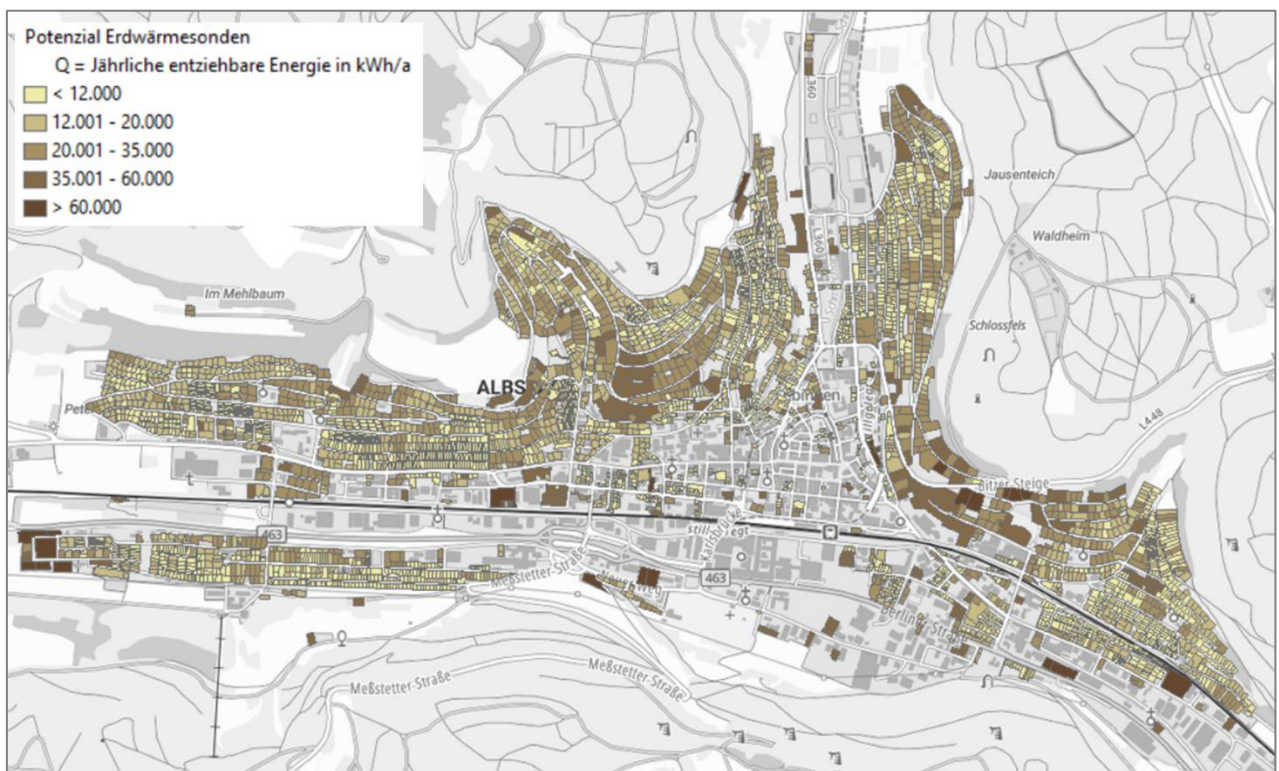 Potenzial Erdwärmesonden
Q = Jährliche entziehbare Energie in kWh/a
< 12.000
12.001 - 20.000
20.001 - 35.000
35.001 - 60.000
> 60.000
L360
L360
Jausenteich
Waldheim
Im Mehlbaum
Schlossfels
ALBS
L448
Bitzer Steige
463
stillgelegt
463
Meßstetter-Straße
Meßstetter-Straße
Meßstetter-Straße